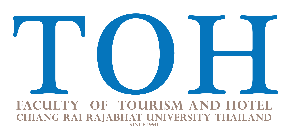 TOH
FACULTY OF TOURISM AND HOTEL
CHIANG RAI RAJABHAT UNIVERSITY THAILAND